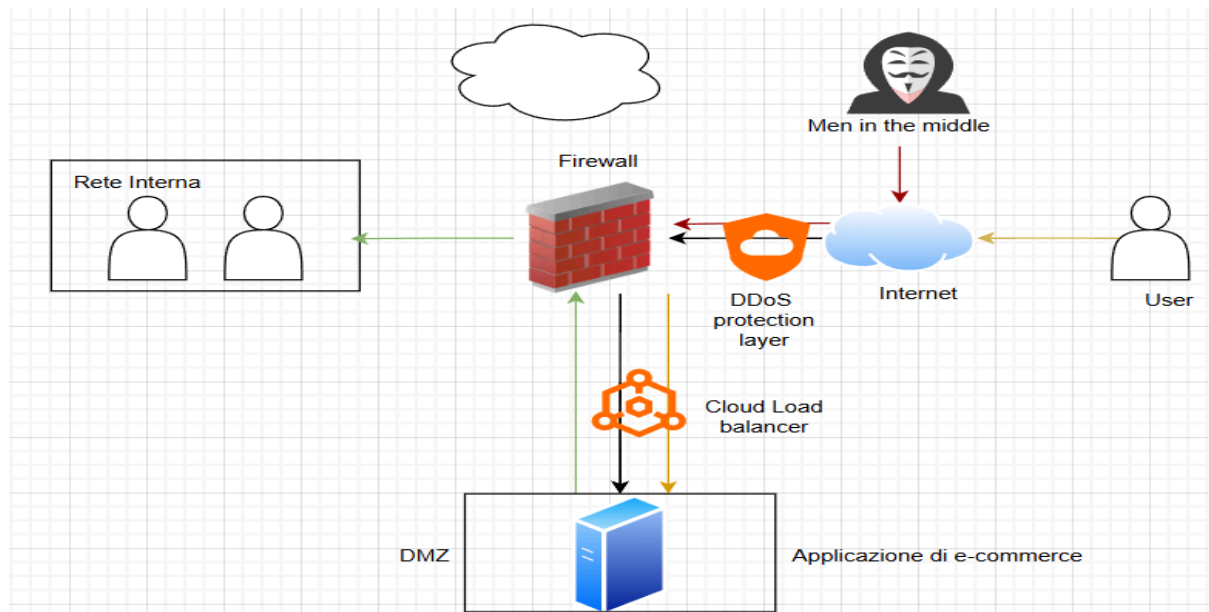 Men in the middle
Firewall
Rete Interna
Internet
User
DDoS
protection
layer
Cloud Load
balancer
DMZ
Applicazione di e-commerce